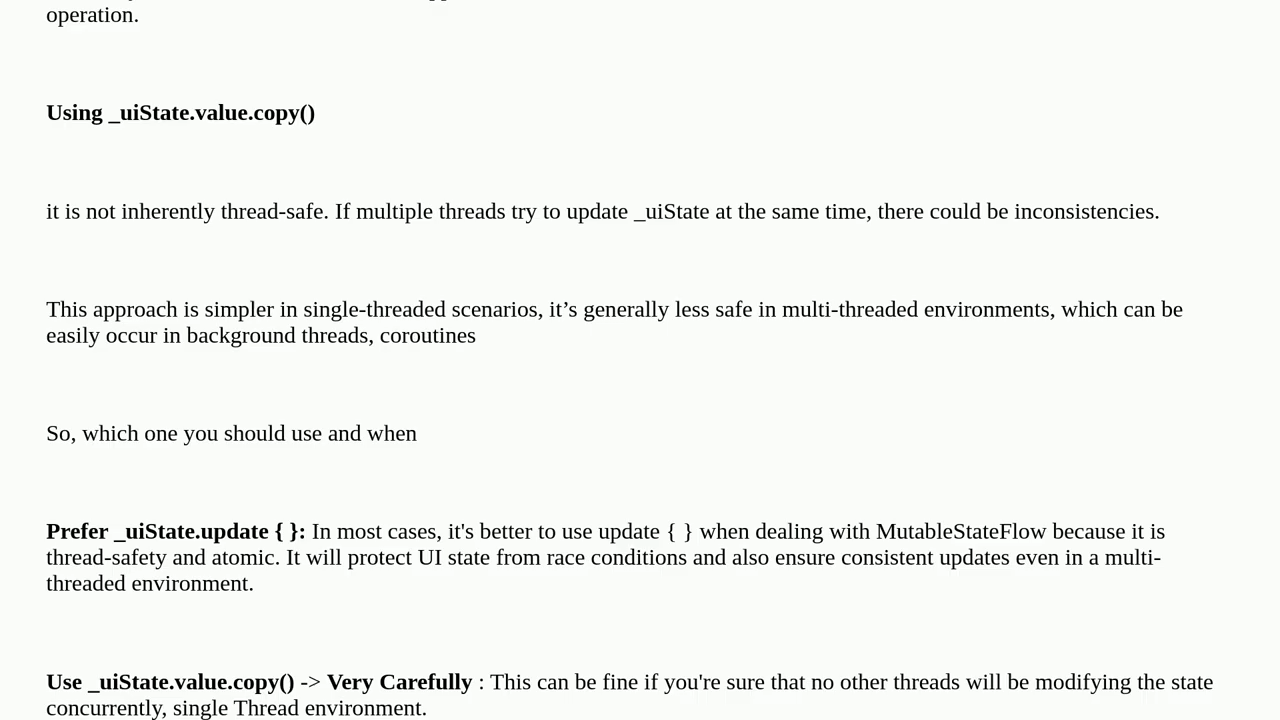 operation.
Using _uiState.value.copy()
it is not inherently thread-safe. If multiple threads try to update _uiState at the same time, there could be inconsistencies.
This approach is simpler in single-threaded scenarios, it’s generally less safe in multi-threaded environments, which can be
easily occur in background threads, coroutines
So, which one you should use and when
Prefer _uiState.update { }: In most cases, it's better to use update { } when dealing with MutableStateFlow because it is
thread-safety and atomic. It will protect UI state from race conditions and also ensure consistent updates even in a multi-
threaded environment.
Use _uiState.value.copy() -> Very Carefully : This can be fine if you're sure that no other threads will be modifying the state
concurrently, single Thread environment.